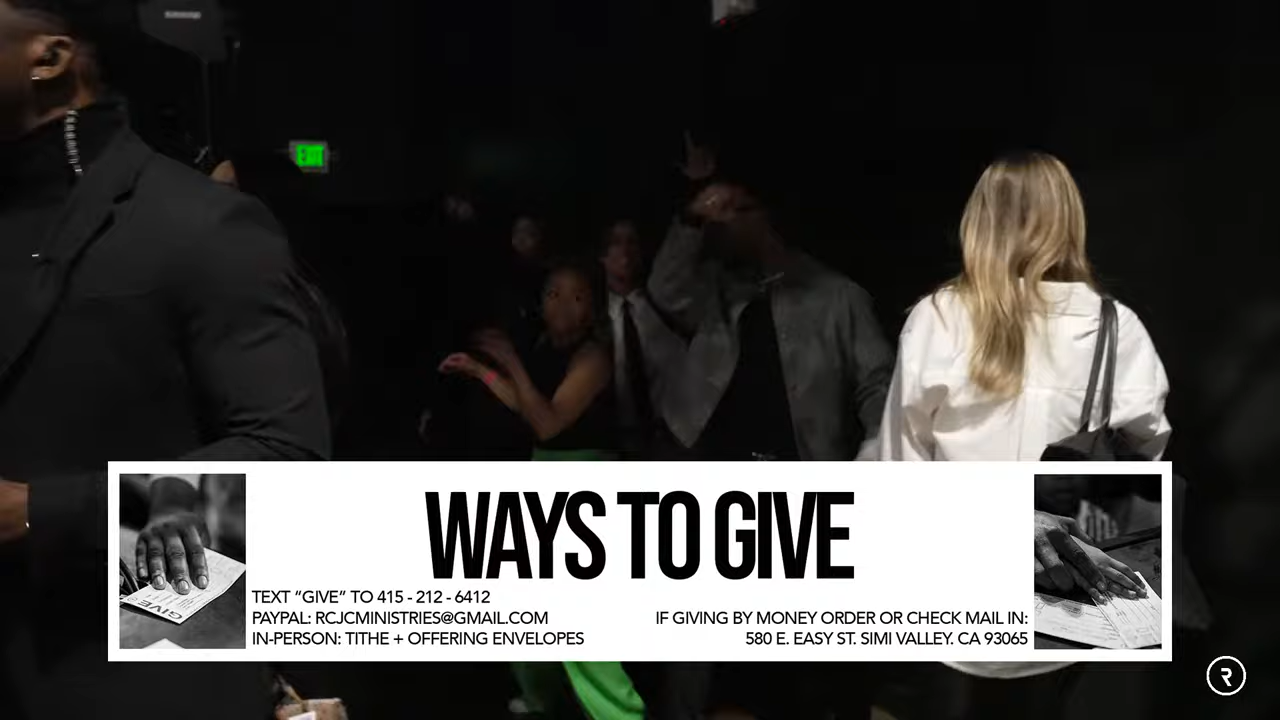 EXIT
WAYS TO GIVE
TEXT “GIVE” TO 415 - 212 - 6412
PAYPAL: RCJCMINISTRIES@GMAIL.COM
IN-PERSON: TITHE + OFFERING ENVELOPES
IF GIVING BY MONEY ORDER OR CHECK MAIL IN:
580 E. EASY ST. SIMI VALLEY. CA 93065
GIVE
R